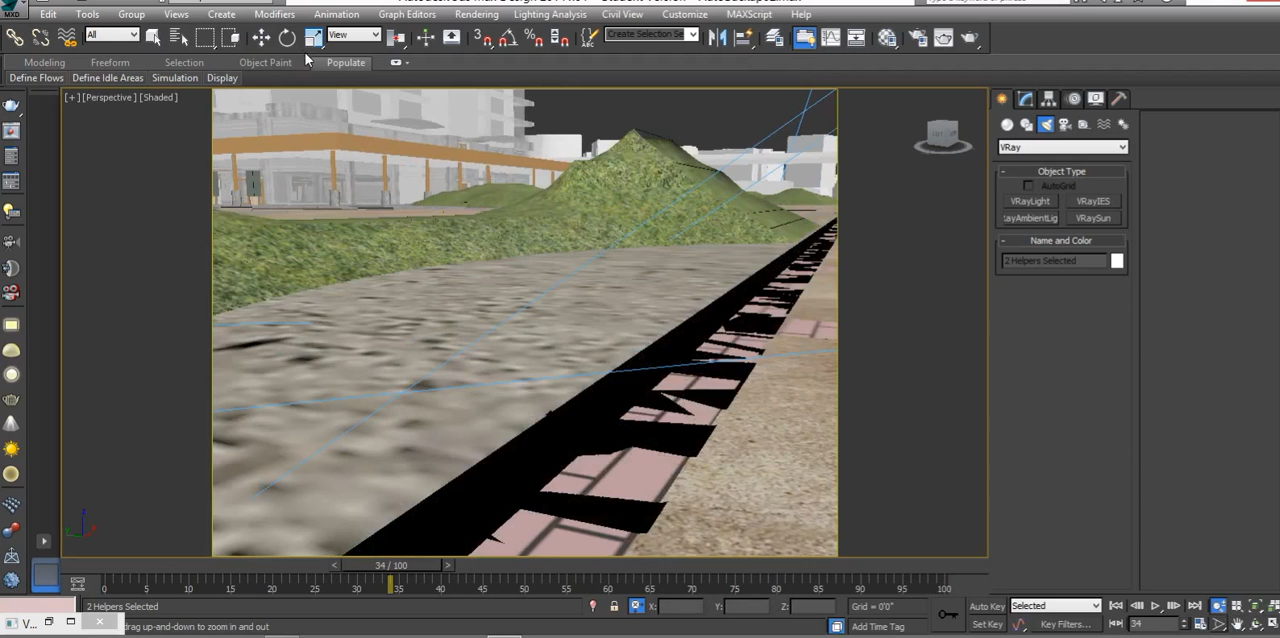 MXD
Edit Tools Group Views Create Modifiers Animation Graph Editors Rendering Lighting Analysis Civil View Customize MAXScript Help
All View Create Selection Se
Modeling Freeform Selection Object Paint Populate
Define Flows Define Idle Areas Simulation Display
[+] [Perspective] [Shaded]
VRay
- Object Type
AutoGrid
VRayLight VRayIES
rayAmbientLig VRaySun
- Name and Color
2 Helpers Selected
< 34 / 100 >
0 5 10 15 20 25 30 35 40 45 50 55 60 65 70 75 80 85 90 95 100
2 Helpers Selected X: Y: Z: Grid = 0'0" Auto Key Selected
V... drag up-and-down to zoom in and out Add Time Tag Set Key Key Filters... 34